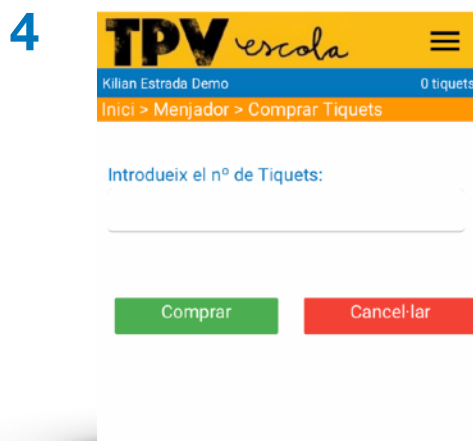 4
TPV escola
Kilian Estrada Demo 0 tiquets
Inici > Menjador > Comprar Tiquets
Introdueix el nº de Tiquets:
Comprar Cancel·lar